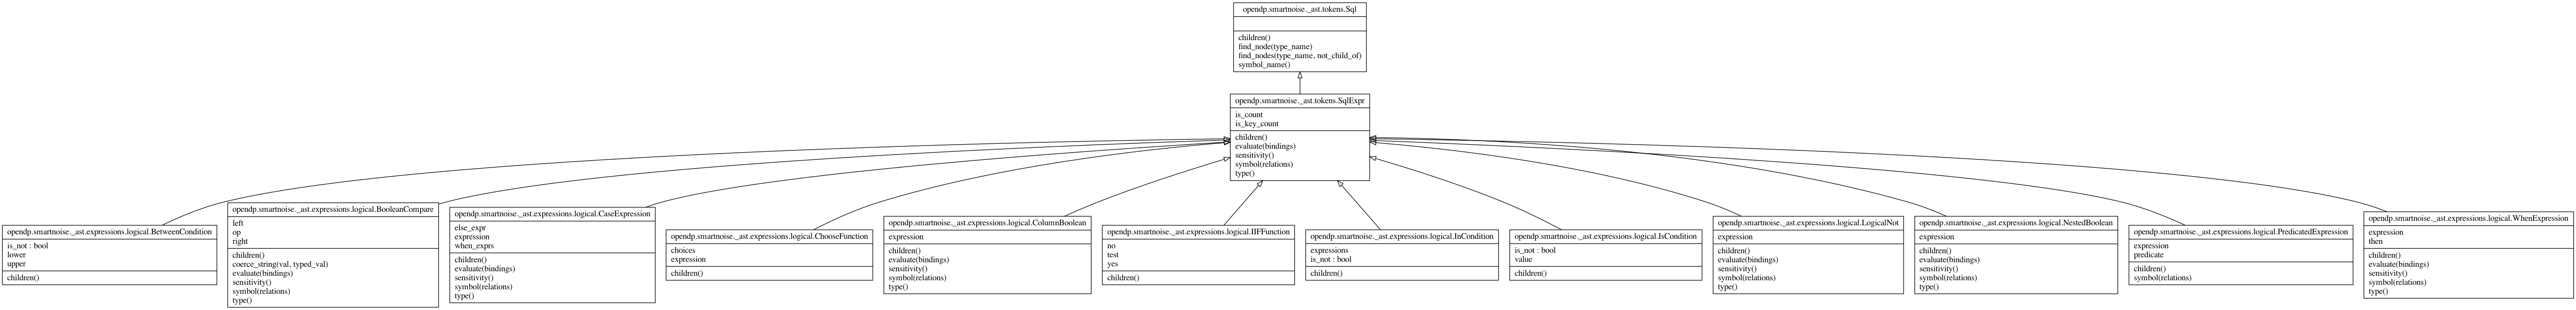 opendp.smartnoise._ast.tokens.Sql
children()
find_node(type_name)
find_nodes(type_name, not_child_of)
symbol_name()
opendp.smartnoise._ast.tokens.SqlExpr
is_count
is_key_count
children()
evaluate(bindings)
sensitivity()
symbol(relations)
type()
opendp.smartnoise._ast.expressions.logical.BetweenCondition
is_not : bool
lower
upper
children()
opendp.smartnoise._ast.expressions.logical.BooleanCompare
left
op
right
children()
coerce_string(val, typed_val)
evaluate(bindings)
sensitivity()
symbol(relations)
type()
opendp.smartnoise._ast.expressions.logical.CaseExpression
else_expr
expression
when_exprs
children()
evaluate(bindings)
sensitivity()
symbol(relations)
type()
opendp.smartnoise._ast.expressions.logical.ChooseFunction
choices
expression
children()
opendp.smartnoise._ast.expressions.logical.ColumnBoolean
expression
children()
evaluate(bindings)
sensitivity()
symbol(relations)
type()
opendp.smartnoise._ast.expressions.logical.IIFFunction
no
test
yes
children()
opendp.smartnoise._ast.expressions.logical.InCondition
expressions
is_not : bool
children()
opendp.smartnoise._ast.expressions.logical.IsCondition
is_not : bool
value
children()
opendp.smartnoise._ast.expressions.logical.LogicalNot
expression
children()
evaluate(bindings)
sensitivity()
symbol(relations)
type()
opendp.smartnoise._ast.expressions.logical.NestedBoolean
expression
children()
evaluate(bindings)
sensitivity()
symbol(relations)
type()
opendp.smartnoise._ast.expressions.logical.PredicatedExpression
expression
predicate
children()
symbol(relations)
opendp.smartnoise._ast.expressions.logical.WhenExpression
expression
then
children()
evaluate(bindings)
sensitivity()
symbol(relations)
type()